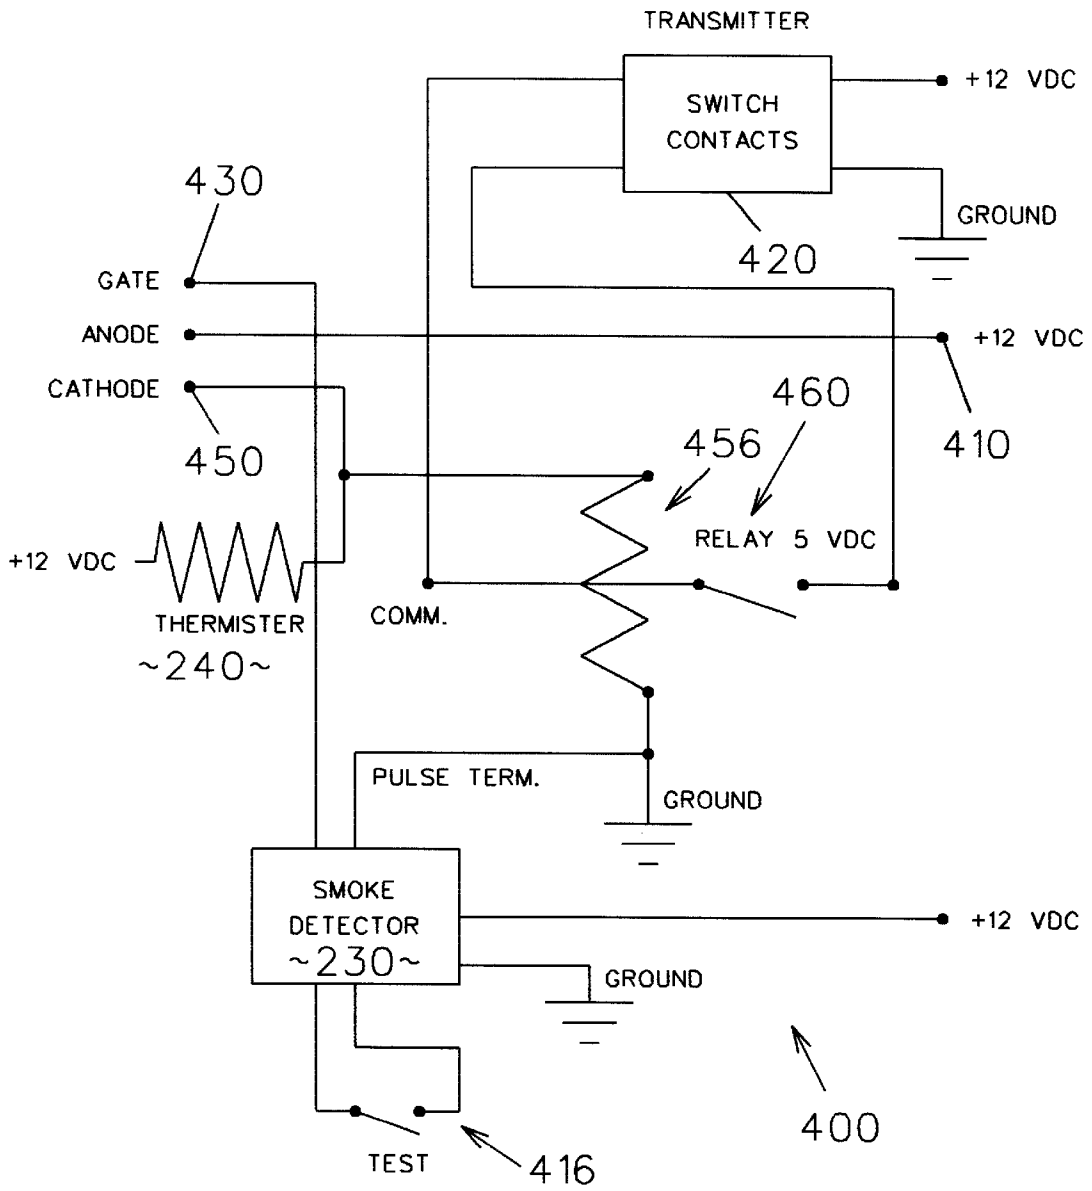 TRANSMITTER
SWITCH
CONTACTS
+12 VDC
430
GROUND
420
GATE
ANODE
+12 VDC
CATHODE
460
410
450
456
RELAY 5 VDC
+12 VDC
THERMISTER
COMM.
~240~
PULSE TERM.
GROUND
SMOKE
DETECTOR
~230~
+12 VDC
GROUND
400
TEST
416